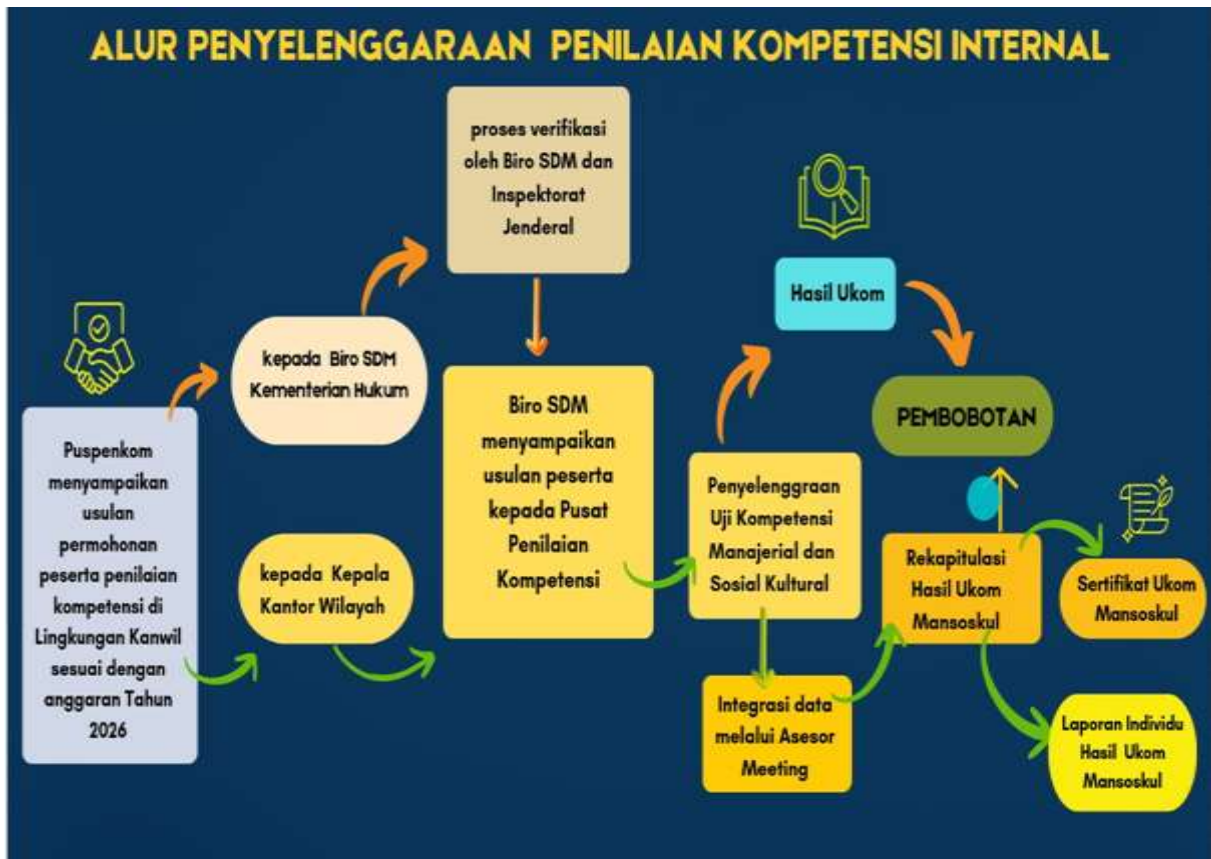 ALUR PENYELENGGARAAN PENILAIAN KOMPETENSI INTERNAL
Puspenkom
menyampaikan
usulan
permohonan
peserta penilaian
kompetensi di
Lingkungan Kanwil
sesuai dengan
anggaran Tahun
2026
kepada Biro SDM
Kementerian Hukum
kepada Kepala
Kantor Wilayah
proses verifikasi
oleh Biro SDM dan
Inspektorat
Jenderal
Biro SDM
menyampaikan
usulan peserta
kepada Pusat
Penilaian
Kompetensi
Penyelenggraan
Uji Kompetensi
Manajerial dan
Sosial Kultural
Hasil Ukom
PEMBOBOTAN
Integrasi data
melalui Asesor
Meeting
Rekapitulasi
Hasil Ukom
Mansoskul
Sertifikat Ukom
Mansoskul
Laporan Individu
Hasil Ukom
Mansoskul